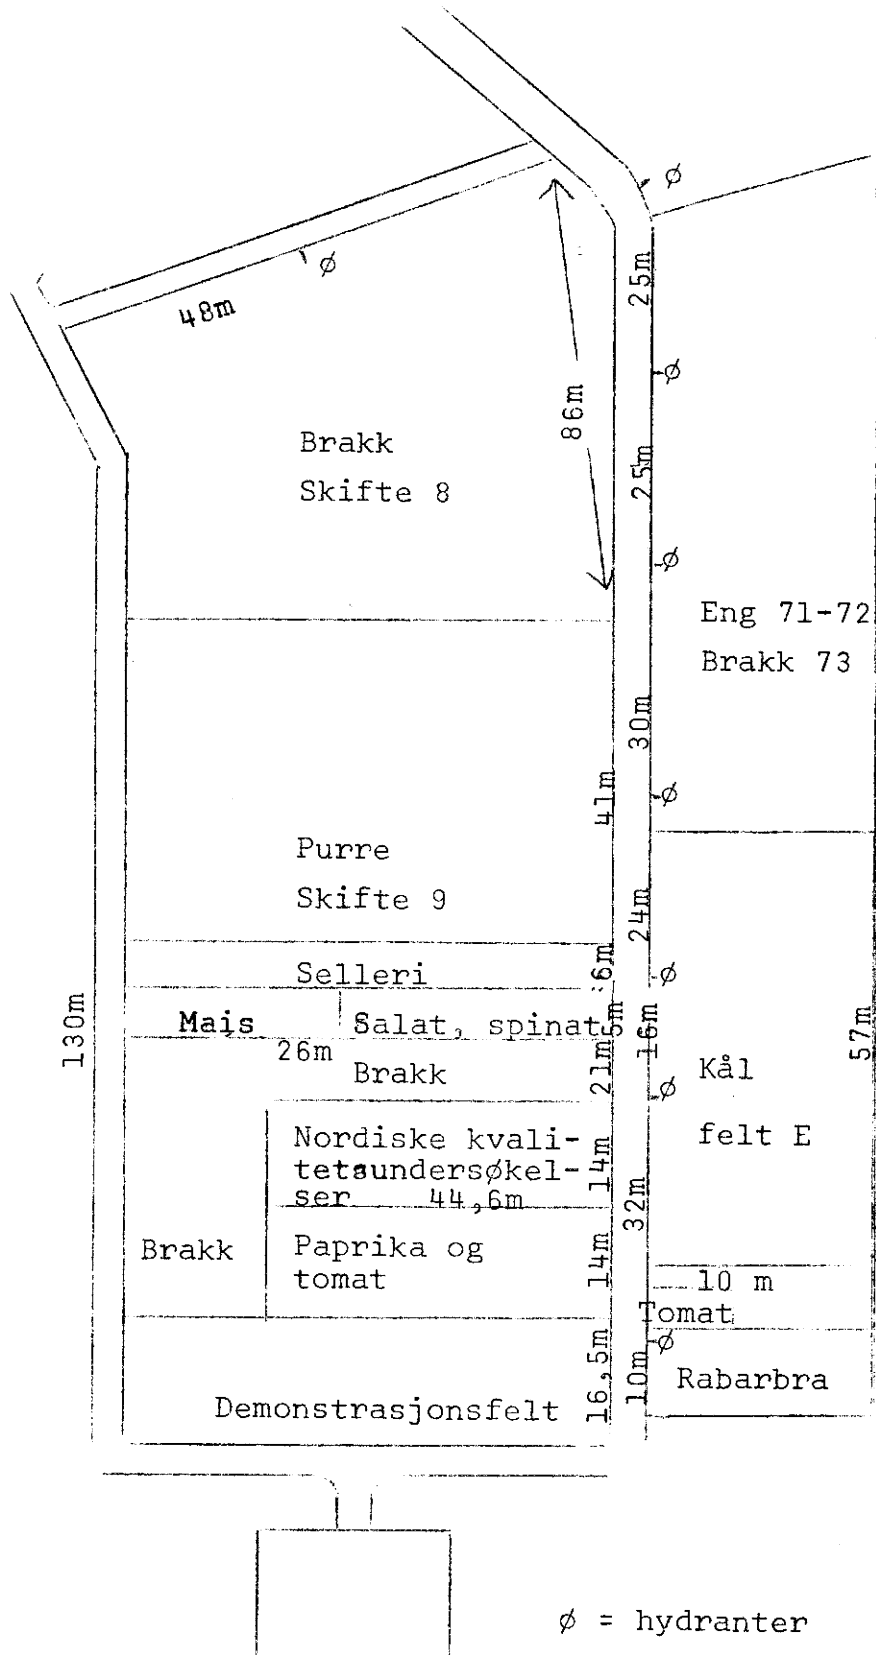 ø
ø
48m
25m
ø
86m
Brakk
Skifte 8
25m
ø
Eng 71-72
Brakk 73
30m
41m
ø
Purre
Skifte 9
24m
6m
ø
Selleri
Mais
Salat, spinat
5m
16m
130m
57m
26m
Brakk
21m
ø
Kål
felt E
Nordiske kvali-
tetsundersøkel-
ser 44,6m
14m
32m
Brakk
Paprika og
tomat
14m
10 m
Tomat
ø
16,5m
10m
Rabarbra
Demonstrasjonsfelt
ø = hydranter